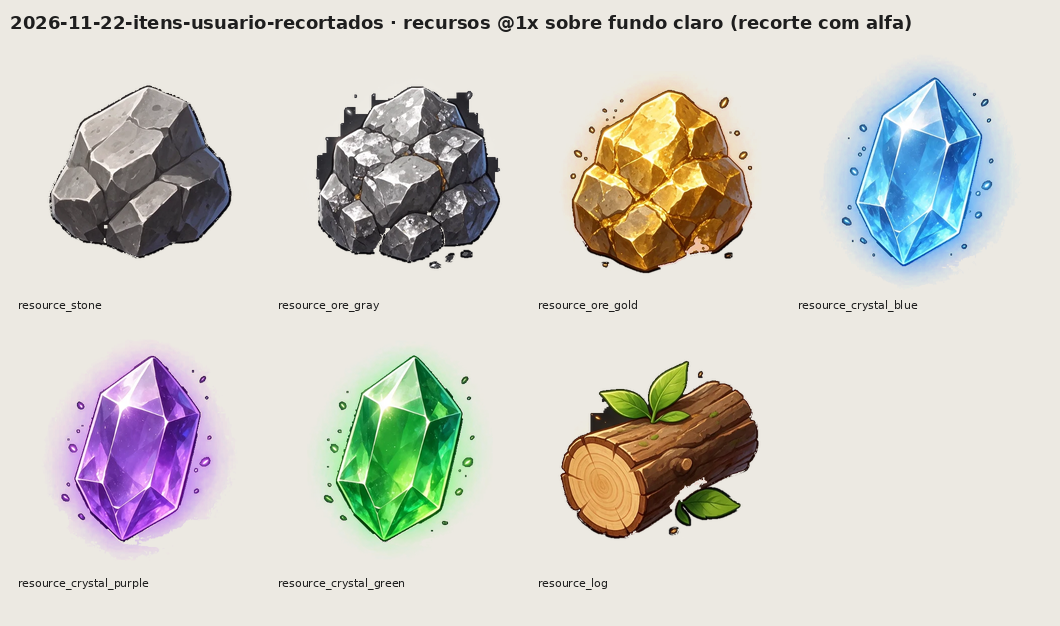 2026-11-22-itens-usuario-recortados · recursos @1x sobre fundo claro (recorte com alfa)
resource_stone
resource_ore_gray
resource_ore_gold
resource_crystal_blue
resource_crystal_purple
resource_crystal_green
resource_log